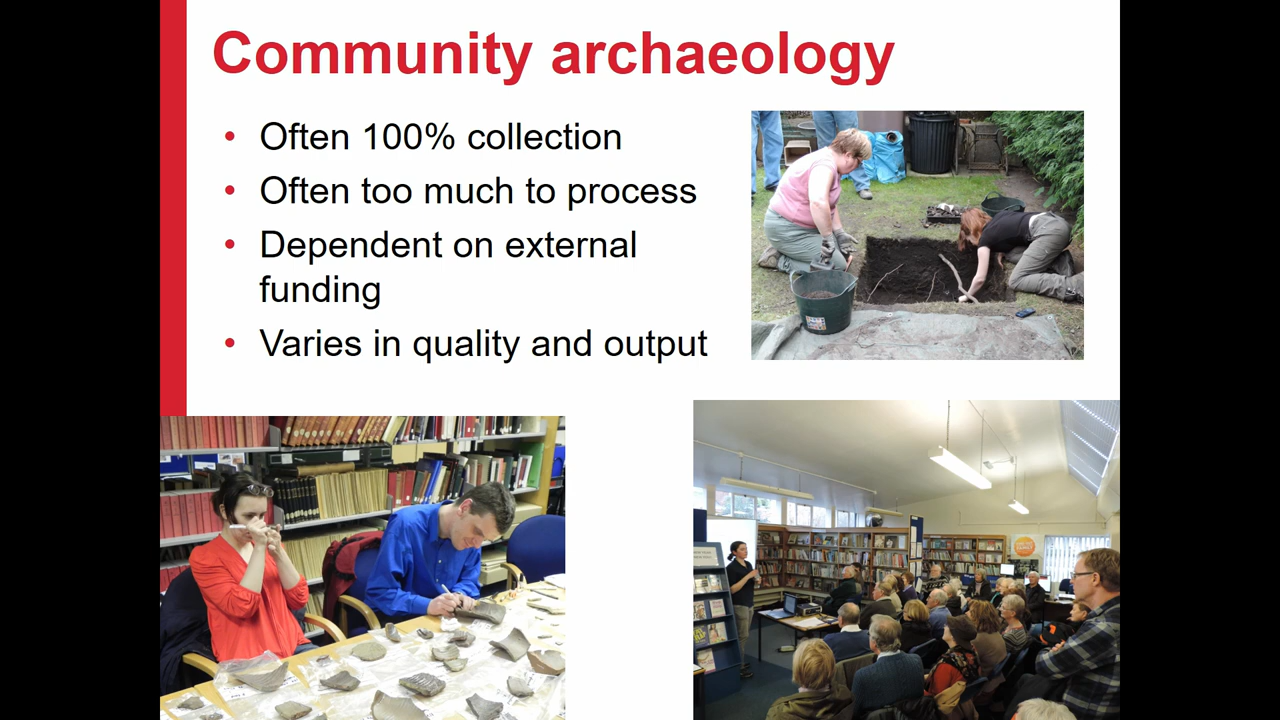 Community archaeology
• Often 100% collection
• Often too much to process
• Dependent on external
funding
• Varies in quality and output